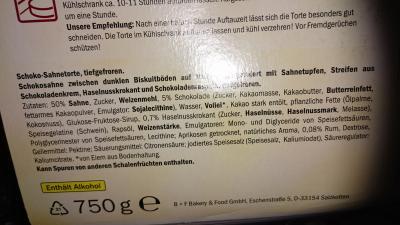 Kühlschrank ca. 10-11 Stunden
um eine Stunde.
Unsere Empfehlung: Nach einer Stunde Auftauzeit lässt sich die Torte besonders gut
schneiden. Die Torte im Kühlschrank lassen und kühl verzehren! Vor Fremdgerüchen
schützen!
Schoko-Sahnetorte, tiefgefroren.
Schokosahne zwischen dunklen Biskuitböden auf mit Sahnetupfen, Streifen aus
Schokoladenkrem, Haselnusskrokant und Schokoladenraspeln,
Zutaten: 50% Sahne, Zucker, Weizenmehl, 5% Schokolade (Zucker, Kakaomasse, Kakaobutter, Butterreinfett,
fettarmes Kakaopulver, Emulgator: Sojalecithine), Wasser, Vollei*, Kakao stark entölt, pflanzliche Fette (Ölpalme,
Kokosnuss), Glukose-Fruktose-Sirup, 0,7% Haselnusskrokant (Zucker, Haselnüsse, Haselnussmark, Melasse),
Speisegelatine (Schwein), Rapsöl, Weizenstärke, Emulgatoren: Mono- und Diglyceride von Speisefettsäuren,
Polyglycerinester von Speisefettsäuren, Lecithine; Aprikosen getrocknet, natürliches Aroma, 0,08% Rum, Dextrose,
Geliermittel: Pektine; Säuerungsmittel: Citronensäure; jodiertes Speisesalz (Speisesalz, Kaliumiodat), Säureregulator:
Kaliumcitrate. *von Eiern aus Bodenhaltung.
Kann Spuren von anderen Schalenfrüchten enthalten.
Enthält Alkohol
750 g e
B + F Bakery & Food GmbH, Eschenstraße 5, D-33154 Salzkotten